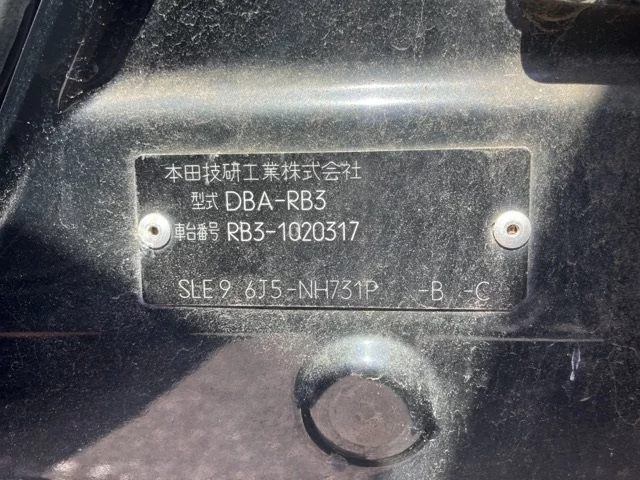 本田技研工業株式会社
型式 DBA-RB3
車台番号 RB3-1020317
SLE9 6J5-NH731P -B -C